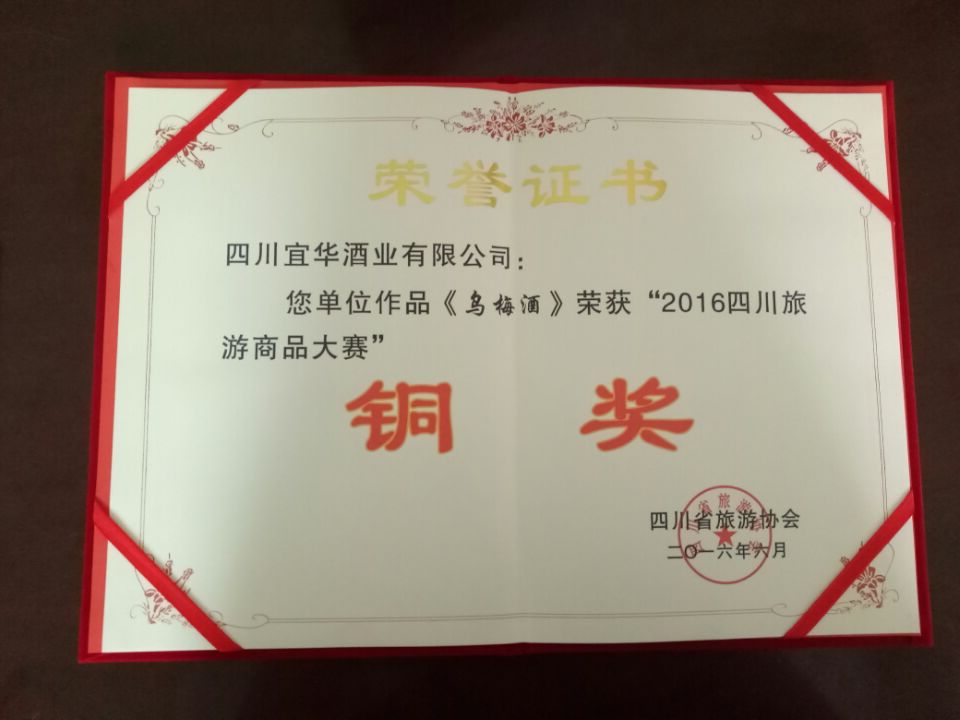 荣誉证书
四川宜华酒业有限公司：
您单位作品《乌梅酒》荣获“2016四川旅
游商品大赛”
铜奖
四川省旅游协会
二〇一六年六月